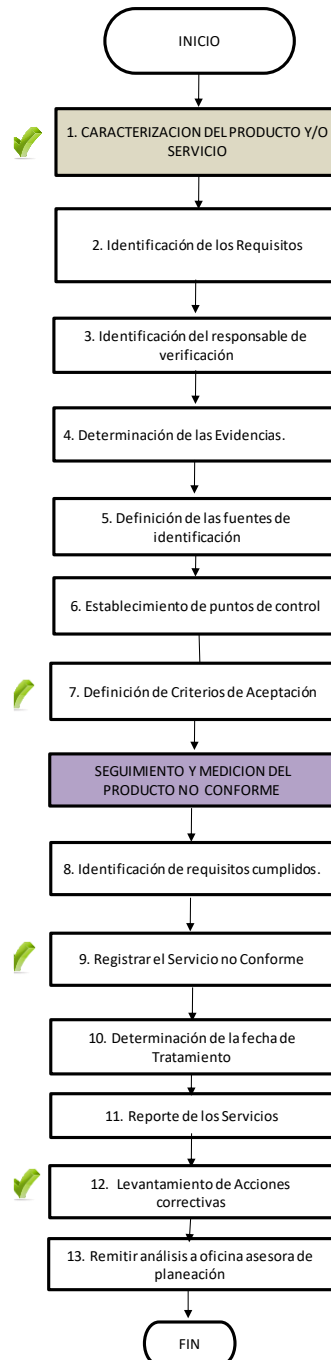 INICIO
1. CARACTERIZACION DEL PRODUCTO Y/O
SERVICIO
2. Identificación de los Requisitos
3. Identificación del responsable de
verificación
4. Determinación de las Evidencias.
5. Definición de las fuentes de
identificación
6. Establecimiento de puntos de control
7. Definición de Criterios de Aceptación
SEGUIMIENTO Y MEDICION DEL
PRODUCTO NO CONFORME
8. Identificación de requisitos cumplidos.
9. Registrar el Servicio no Conforme
10. Determinación de la fecha de
Tratamiento
11. Reporte de los Servicios
12. Levantamiento de Acciones
correctivas
13. Remitir análisis a oficina asesora de
planeación
FIN